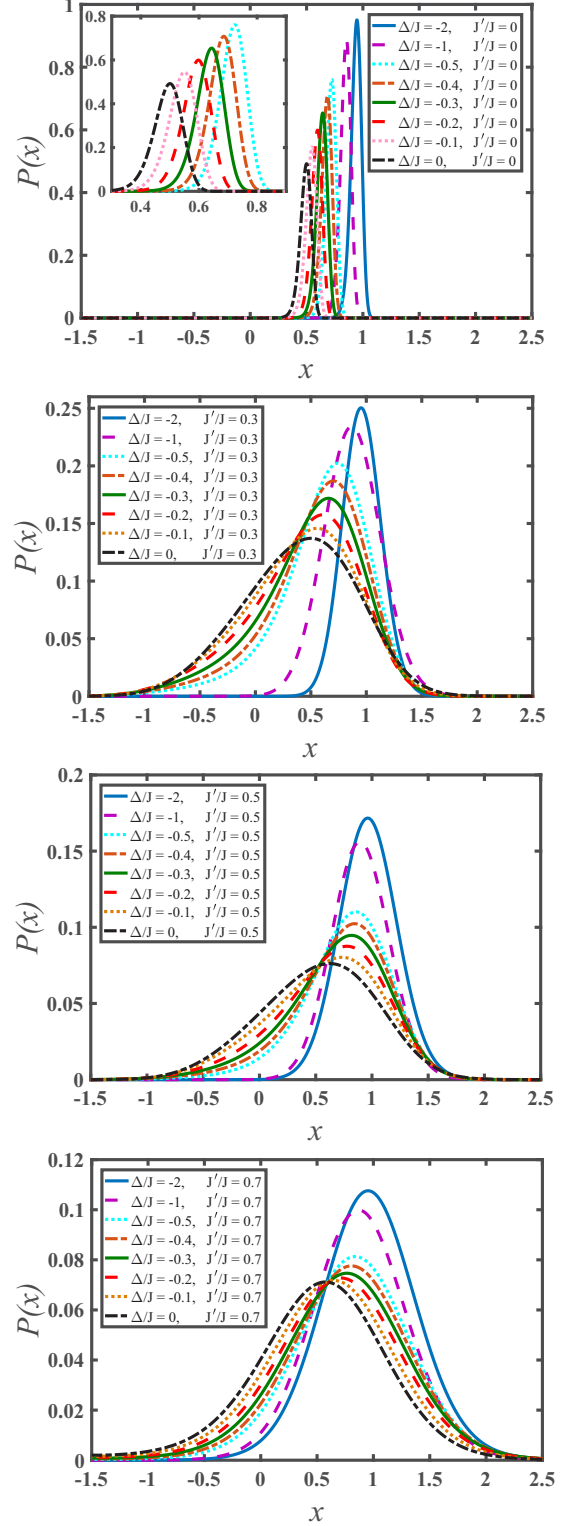 1
0.8
0.6
0.4
0.2
0
P(x)
0.8
0.6
0.4
0.2
0
0.4 0.6 0.8
Δ/J = -2, J′/J = 0
Δ/J = -1, J′/J = 0
Δ/J = -0.5, J′/J = 0
Δ/J = -0.4, J′/J = 0
Δ/J = -0.3, J′/J = 0
Δ/J = -0.2, J′/J = 0
Δ/J = -0.1, J′/J = 0
Δ/J = 0, J′/J = 0
-1.5 -1 -0.5 0 0.5 1 1.5 2 2.5
x
0.25
0.20
0.15
0.1
0.05
0
P(x)
Δ/J = -2, J′/J = 0.3
Δ/J = -1, J′/J = 0.3
Δ/J = -0.5, J′/J = 0.3
Δ/J = -0.4, J′/J = 0.3
Δ/J = -0.3, J′/J = 0.3
Δ/J = -0.2, J′/J = 0.3
Δ/J = -0.1, J′/J = 0.3
Δ/J = 0, J′/J = 0.3
-1.5 -1 -0.5 0 0.5 1 1.5 2 2.5
x
0.2
0.15
0.1
0.05
0
P(x)
Δ/J = -2, J′/J = 0.5
Δ/J = -1, J′/J = 0.5
Δ/J = -0.5, J′/J = 0.5
Δ/J = -0.4, J′/J = 0.5
Δ/J = -0.3, J′/J = 0.5
Δ/J = -0.2, J′/J = 0.5
Δ/J = -0.1, J′/J = 0.5
Δ/J = 0, J′/J = 0.5
-1.5 -1 -0.5 0 0.5 1 1.5 2 2.5
x
0.12
0.1
0.08
0.06
0.04
0.02
0
P(x)
Δ/J = -2, J′/J = 0.7
Δ/J = -1, J′/J = 0.7
Δ/J = -0.5, J′/J = 0.7
Δ/J = -0.4, J′/J = 0.7
Δ/J = -0.3, J′/J = 0.7
Δ/J = -0.2, J′/J = 0.7
Δ/J = -0.1, J′/J = 0.7
Δ/J = 0, J′/J = 0.7
-1.5 -1 -0.5 0 0.5 1 1.5 2 2.5
x